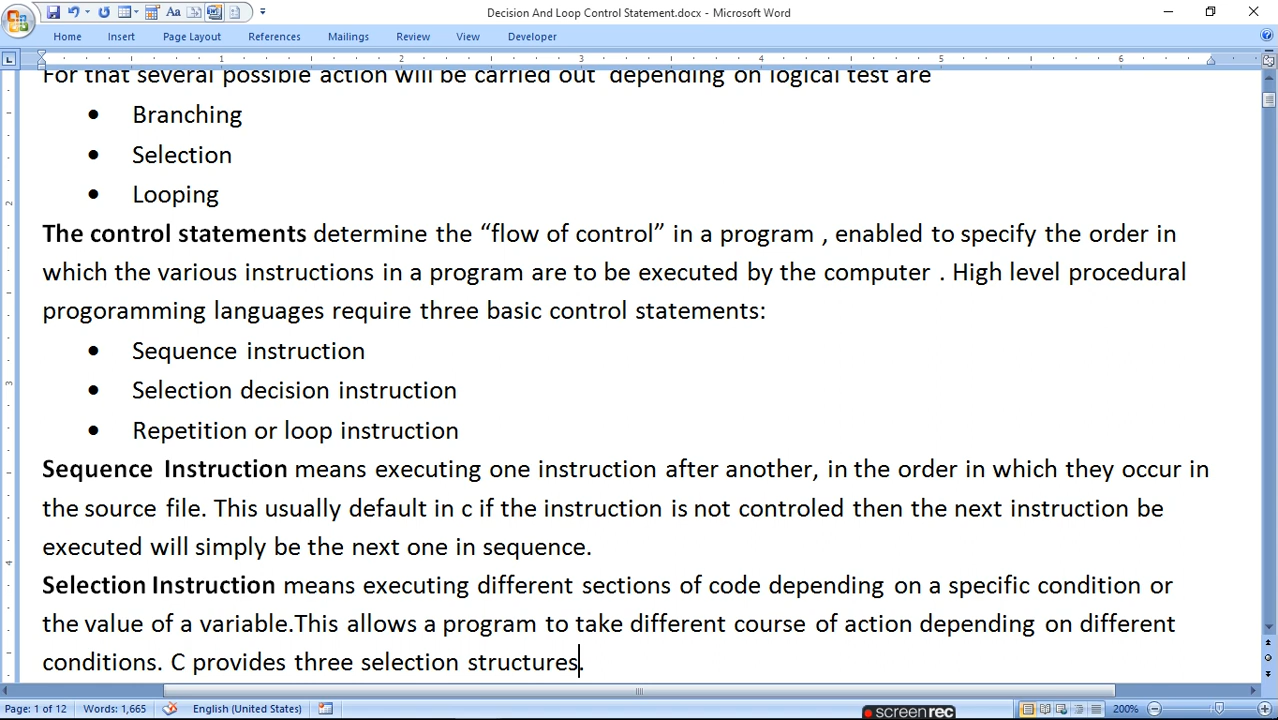 Decision And Loop Control Statement.docx - Microsoft Word
Home Insert Page Layout References Mailings Review View Developer
1 2 3 4 5 6
For that several possible action will be carried out depending on logical test are
• Branching
• Selection
• Looping
The control statements determine the “flow of control” in a program , enabled to specify the order in
which the various instructions in a program are to be executed by the computer . High level procedural
progoramming languages require three basic control statements:
• Sequence instruction
• Selection decision instruction
• Repetition or loop instruction
Sequence Instruction means executing one instruction after another, in the order in which they occur in
the source file. This usually default in c if the instruction is not controled then the next instruction be
executed will simply be the next one in sequence.
Selection Instruction means executing different sections of code depending on a specific condition or
the value of a variable.This allows a program to take different course of action depending on different
conditions. C provides three selection structures.
Page: 1 of 12 Words: 1,665 English (United States) 200%
screenrec